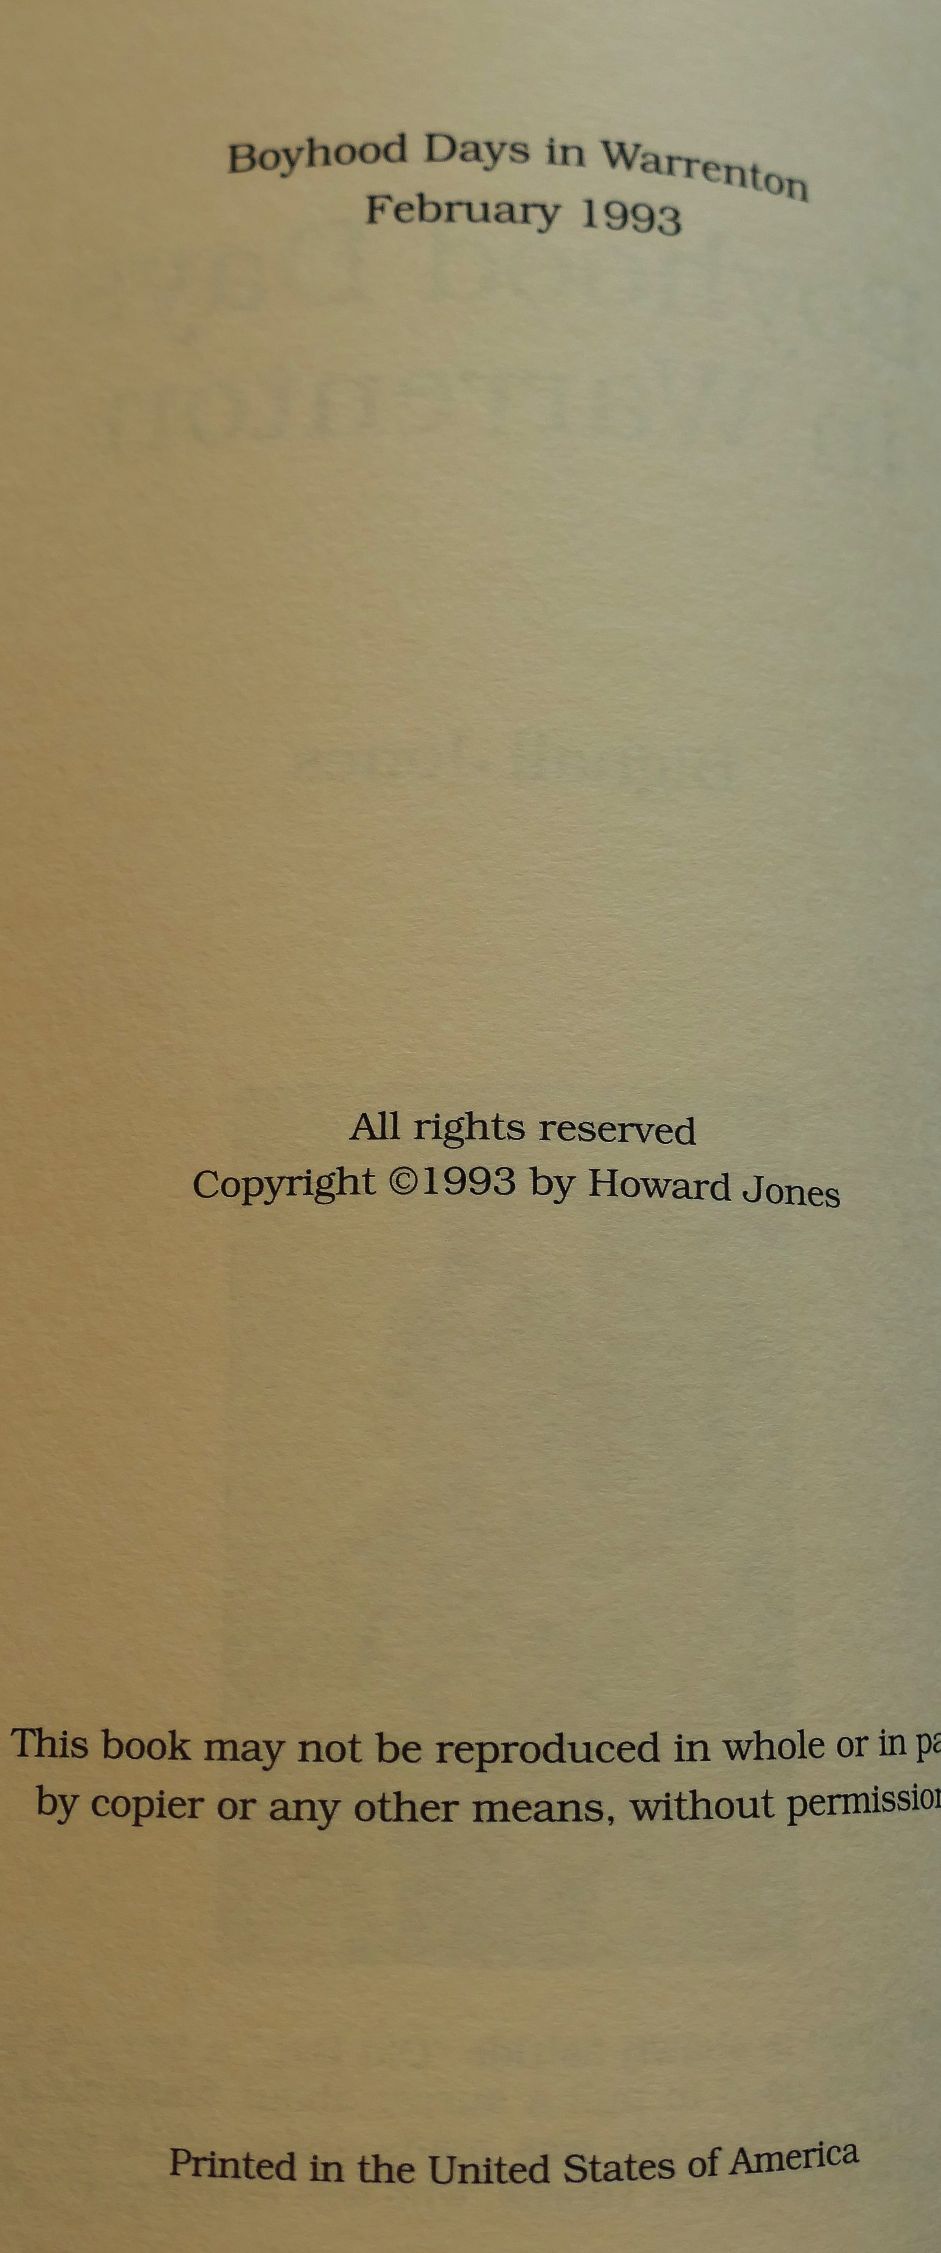 Boyhood Days in Warrenton
February 1993
All rights reserved
Copyright ©1993 by Howard Jones
This book may not be reproduced in whole or in pa
by copier or any other means, without permission
Printed in the United States of America